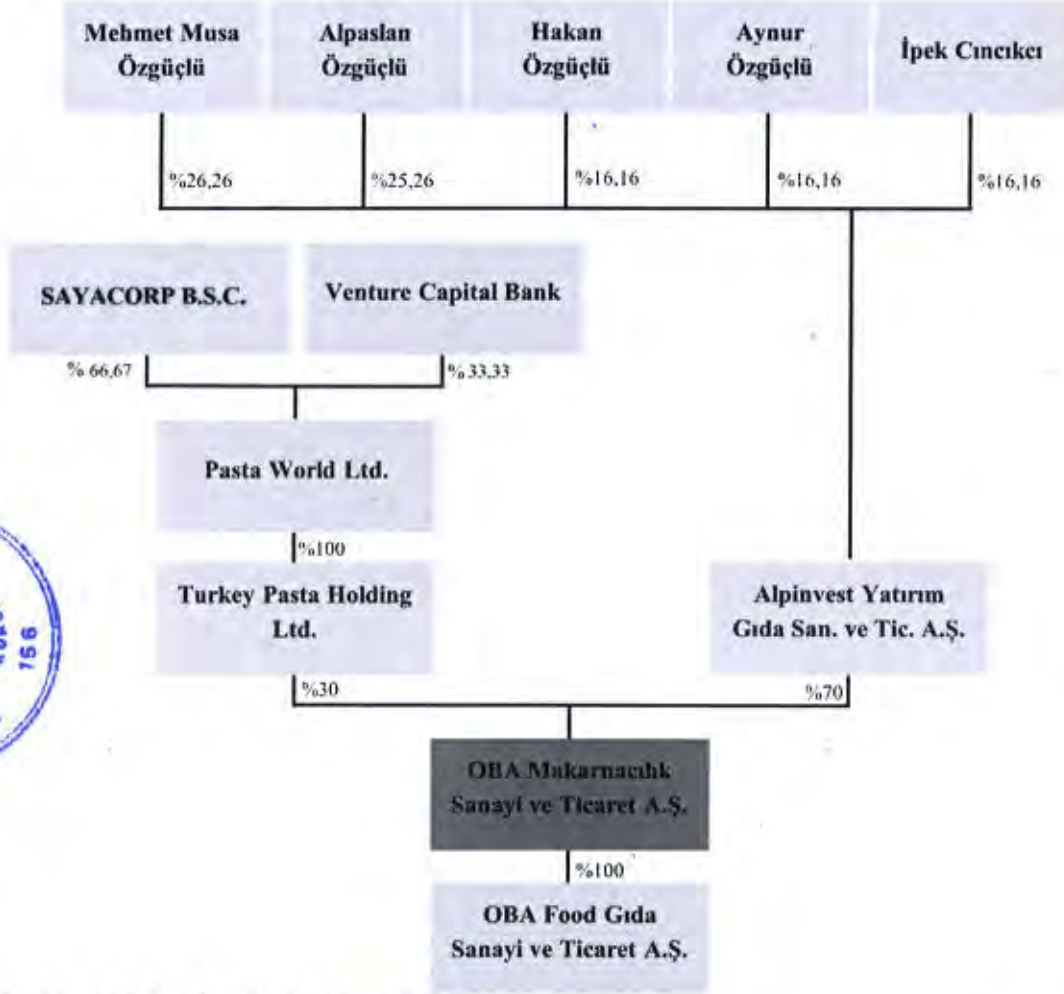 Mehmet Musa
Özgüçlü
Alpaslan
Özgüçlü
Hakan
Özgüçlü
Aynur
Özgüçlü
İpek Cıncıkcı
%26,26
%25,26
%16,16
%16,16
%16,16
SAYACORP B.S.C.
Venture Capital Bank
% 66,67
% 33,33
Pasta World Ltd.
%100
Turkey Pasta Holding
Ltd.
Alpinvest Yatırım
Gıda San. ve Tic. A.Ş.
%30
%70
OBA Makarnacılık
Sanayi ve Ticaret A.Ş.
%100
OBA Food Gıda
Sanayi ve Ticaret A.Ş.